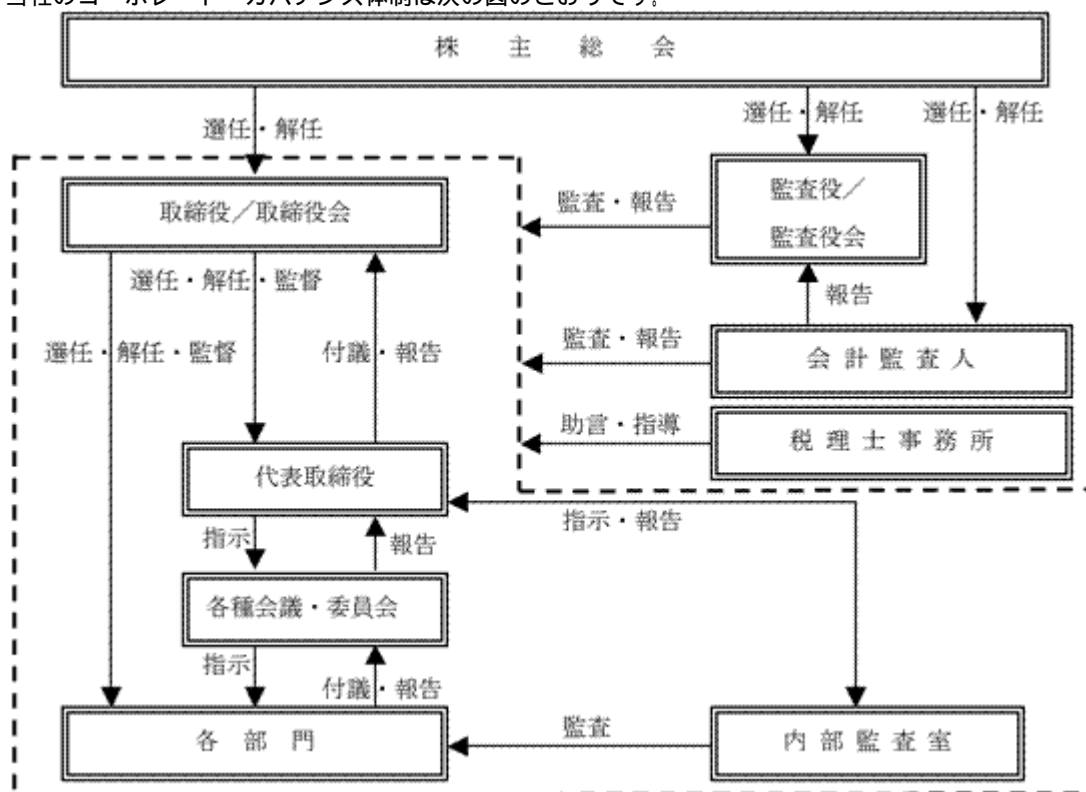 当社のコーポレート・ガバナンス体制は次の図のとおりです。
株 主 総 会
選任・解任
選任・解任
選任・解任
取締役／取締役会
監査・報告
監査役／
監査役会
選任・解任・監督
報告
選任・解任・監督
付議・報告
監査・報告
会 計 監 査 人
助言・指導
税 理 士 事 務 所
代表取締役
指示・報告
指示
報告
各種会議・委員会
指示
付議・報告
各 部 門
監査
内 部 監 査 室